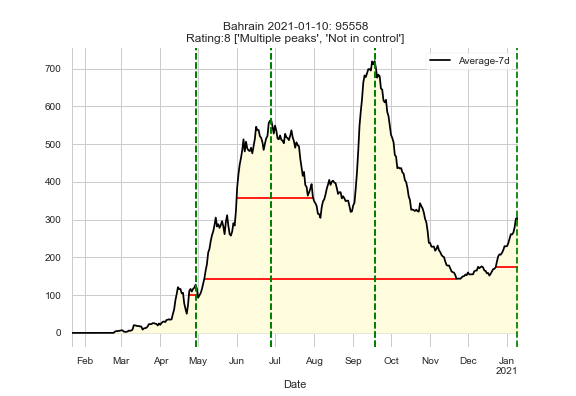 Bahrain 2021-01-10: 95558
Rating:8 ['Multiple peaks', 'Not in control']
Average-7d
700
600
500
400
300
200
100
0
Feb Mar Apr May Jun Jul Aug Sep Oct Nov Dec Jan
2021
Date